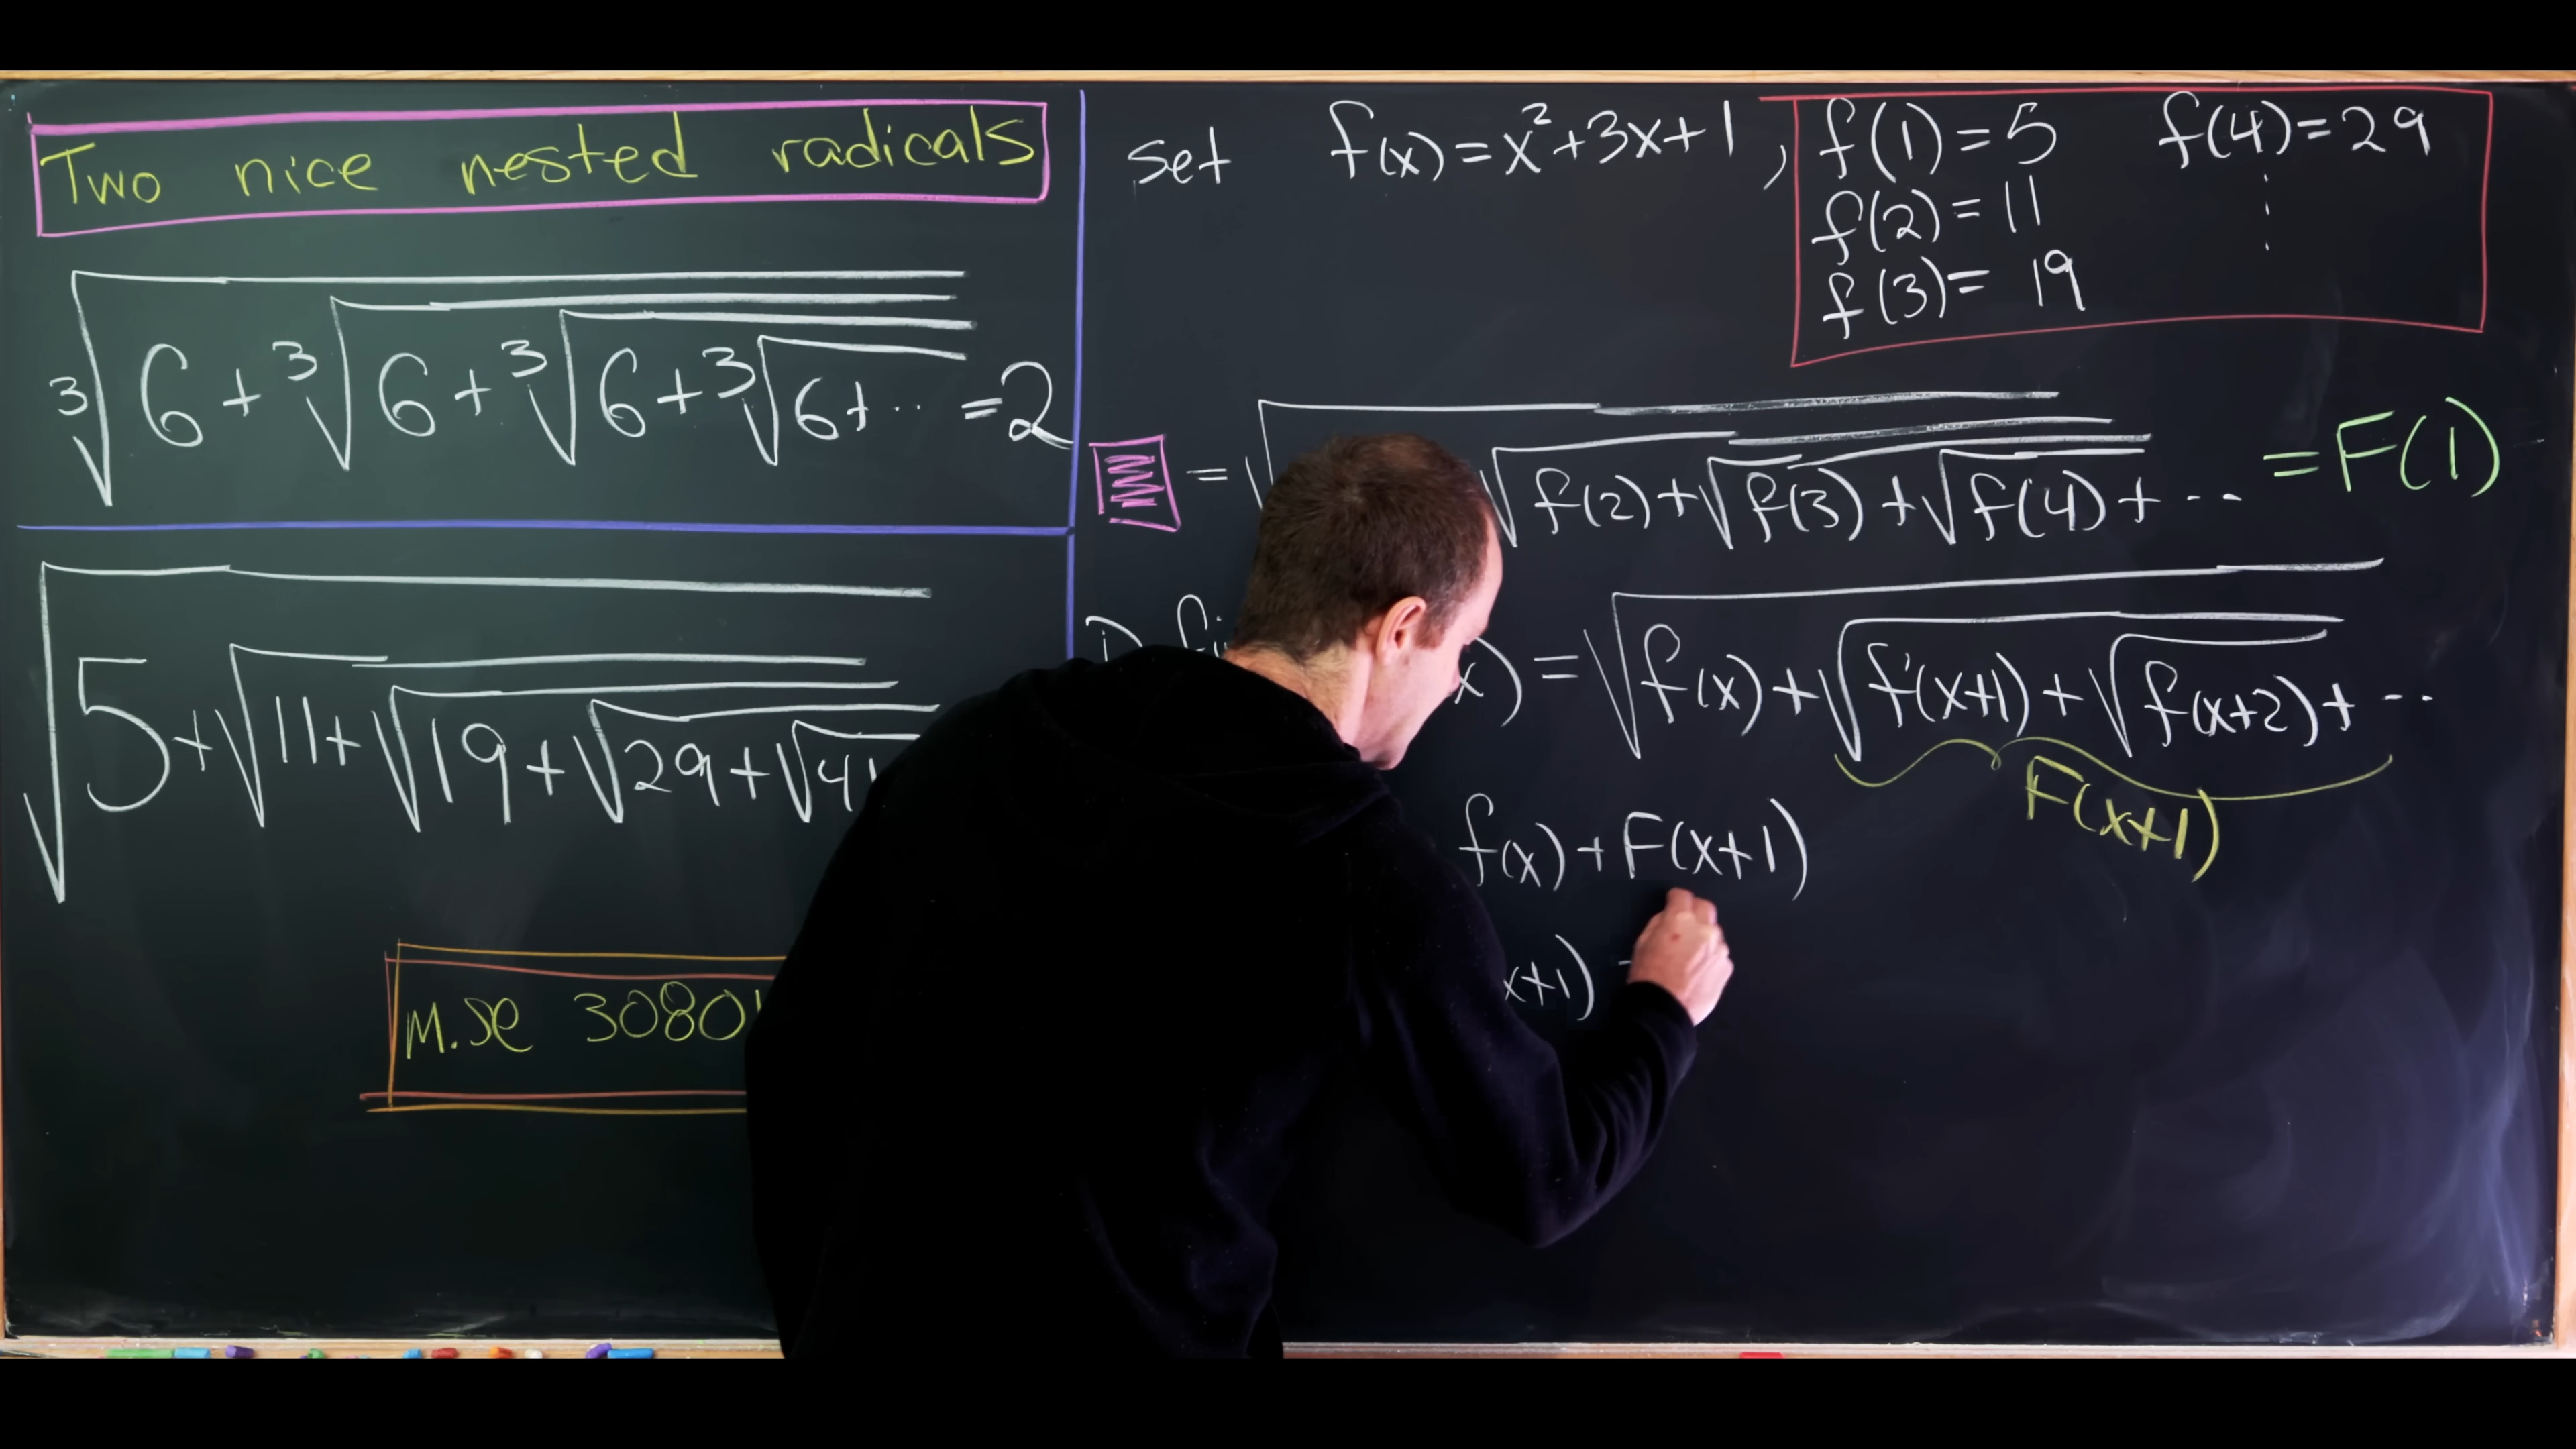 Two nice nested radicals
∛(6+∛(6+∛(6+∛(6+⋯ =2
√(5+√(11+√(19+√(29+√(41
M.SE 3080
set f(x)=x²+3x+1,
f(1)=5 f(4)=29
f(2)=11 ⋮
f(3)=19
= √ √(f(2)+√(f(3)+√(f(4)+⋯ =F(1)
x)=√(f(x)+√(f(x+1)+√(f(x+2)+⋯
F(x+1)
f(x)+F(x+1)
x+1)